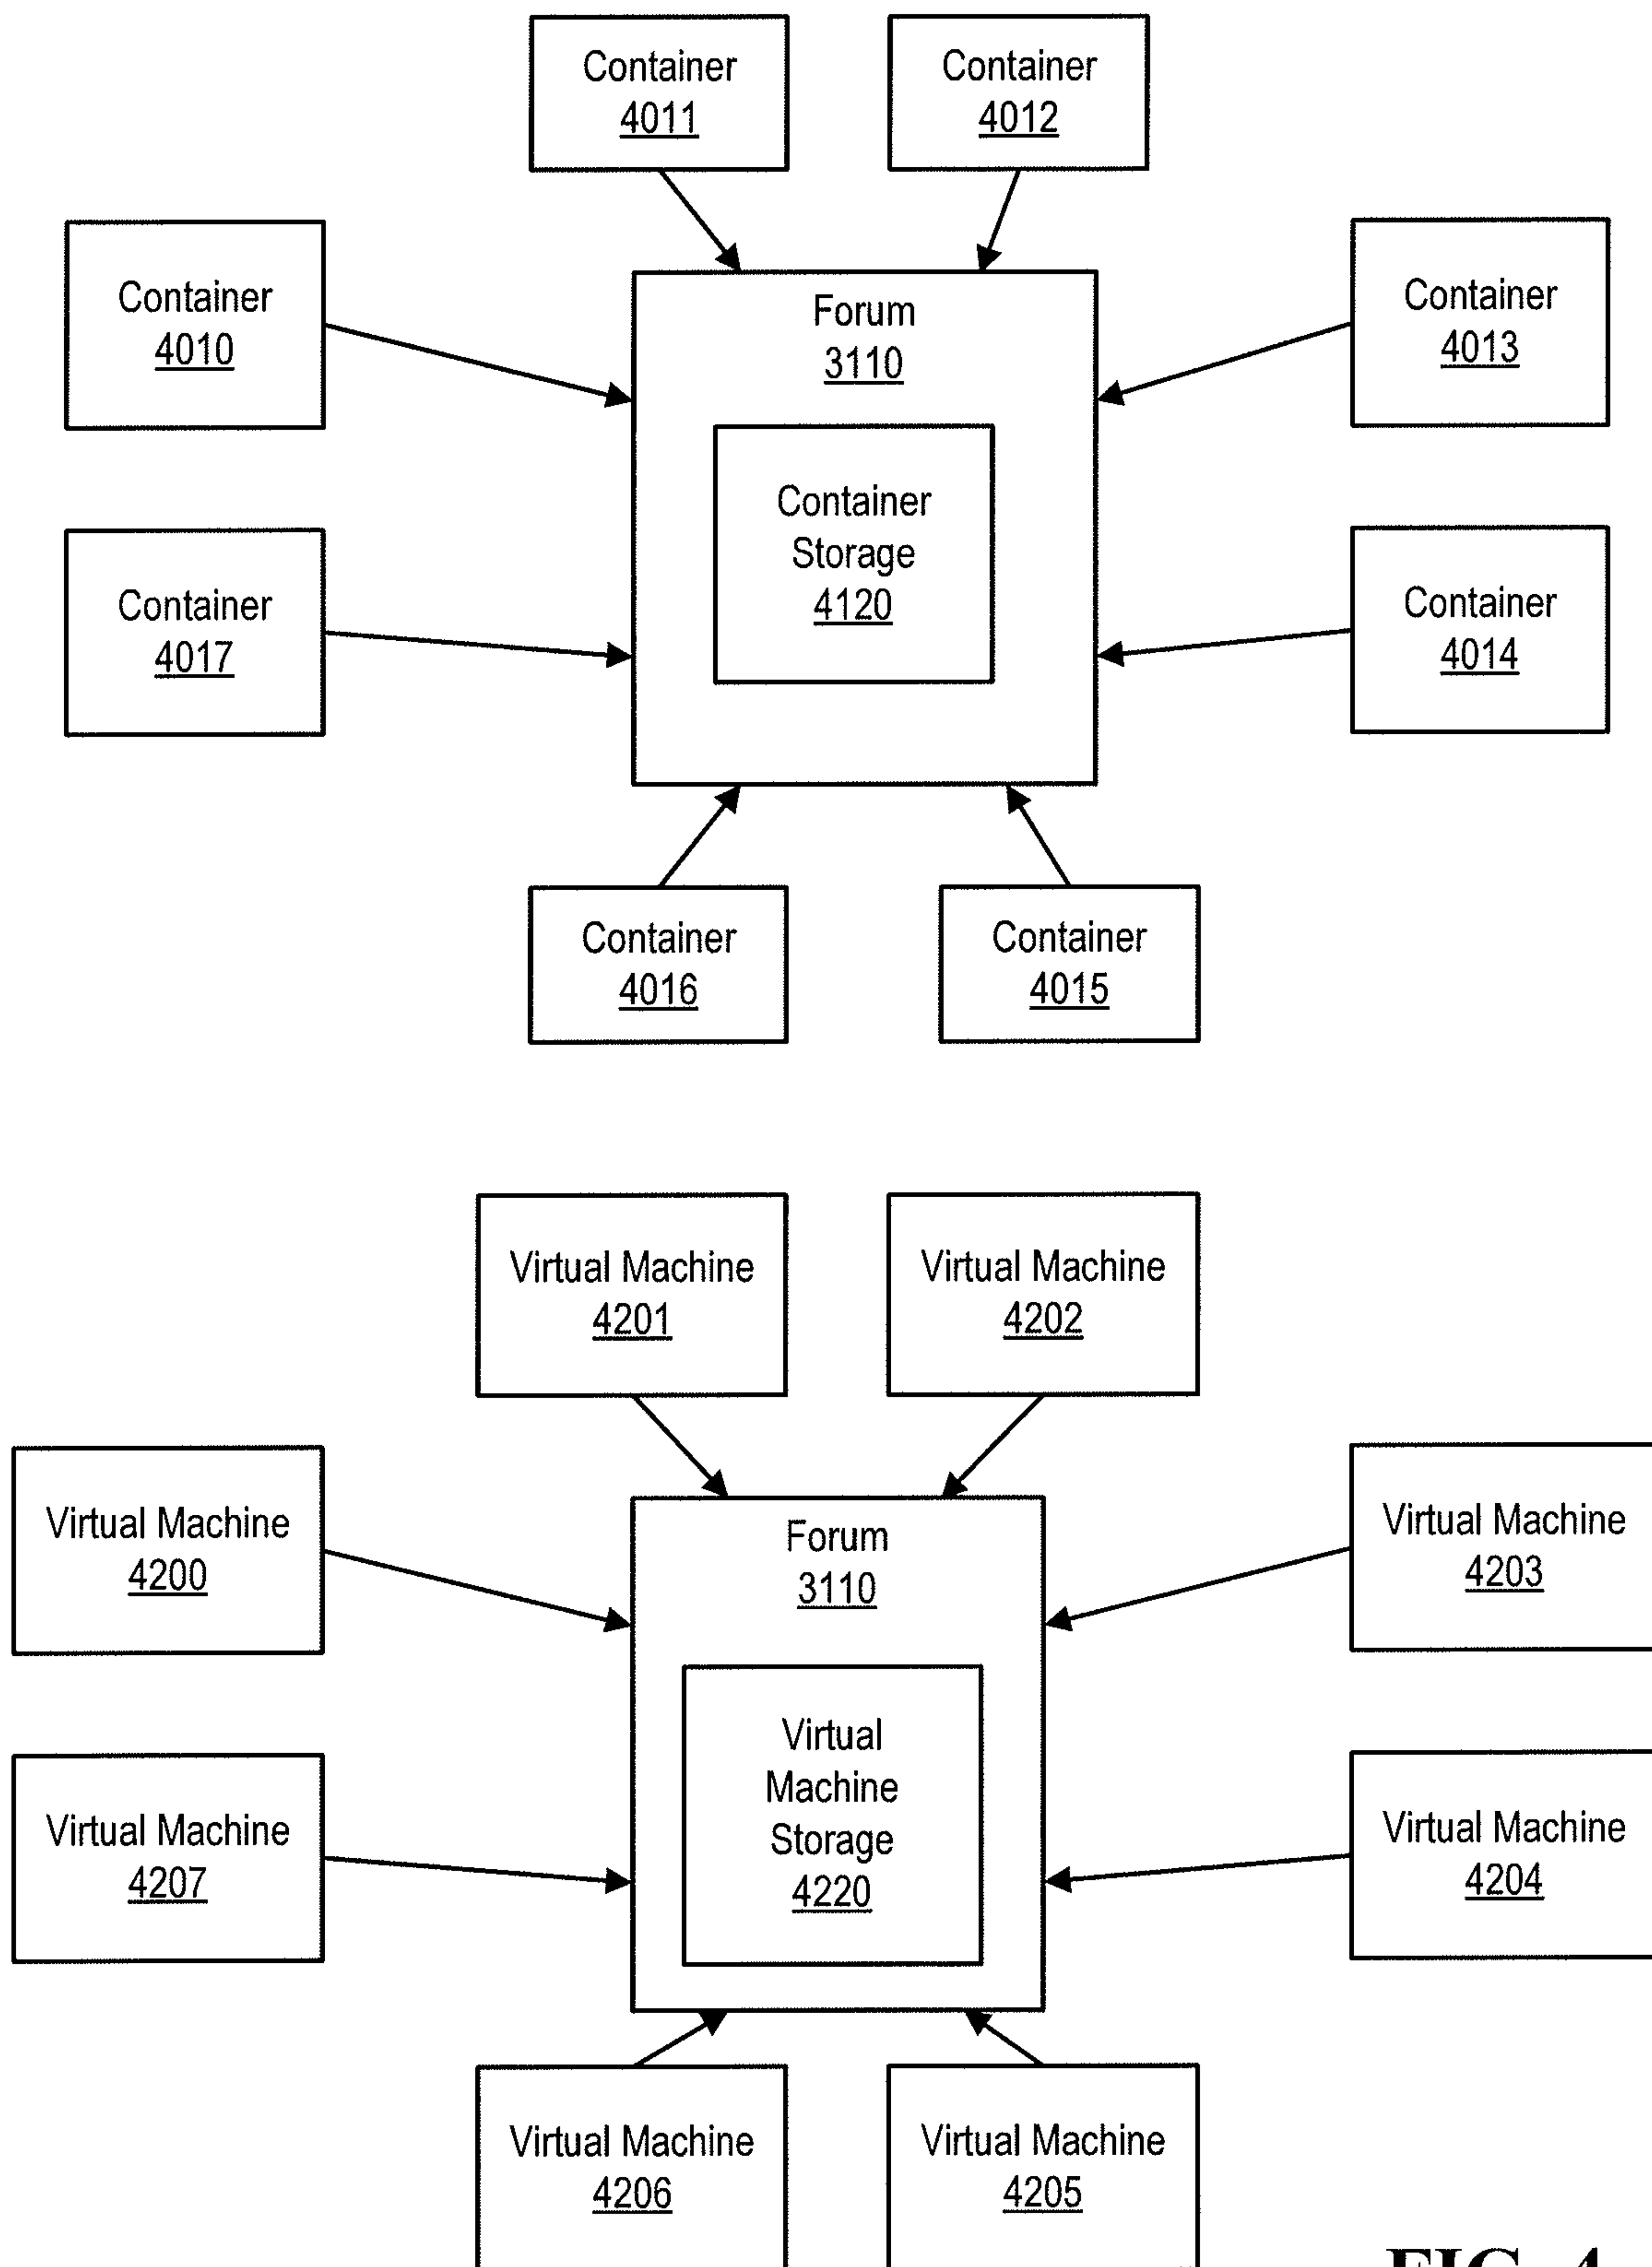 Container
4011
Container
4012
Container
4010
Forum
3110
Container
4013
Container
Storage
4120
Container
4017
Container
4014
Container
4016
Container
4015
Virtual Machine
4201
Virtual Machine
4202
Virtual Machine
4200
Forum
3110
Virtual Machine
4203
Virtual
Machine
Storage
4220
Virtual Machine
4207
Virtual Machine
4204
Virtual Machine
4206
Virtual Machine
4205
FIG. 4